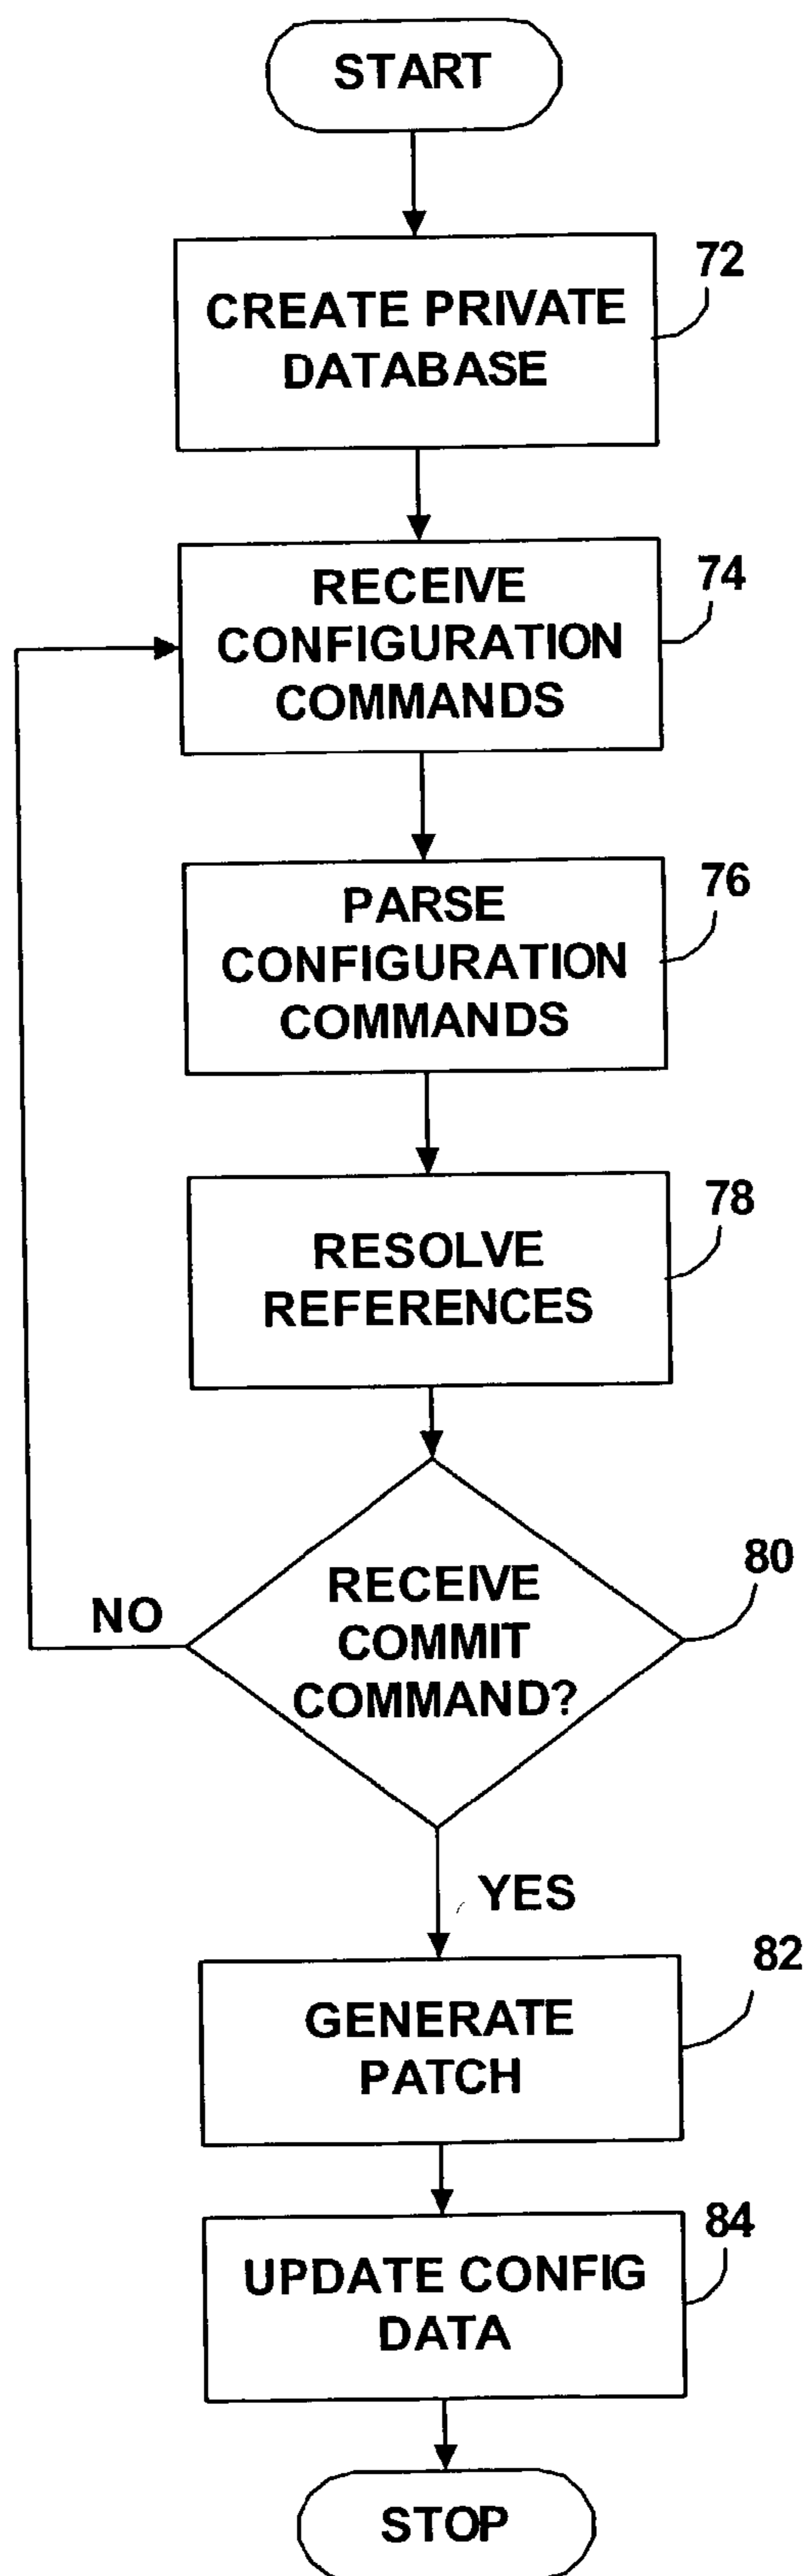 START
72
CREATE PRIVATE
DATABASE
74
RECEIVE
CONFIGURATION
COMMANDS
76
PARSE
CONFIGURATION
COMMANDS
78
RESOLVE
REFERENCES
80
RECEIVE
COMMIT
COMMAND?
NO
YES
82
GENERATE
PATCH
84
UPDATE CONFIG
DATA
STOP